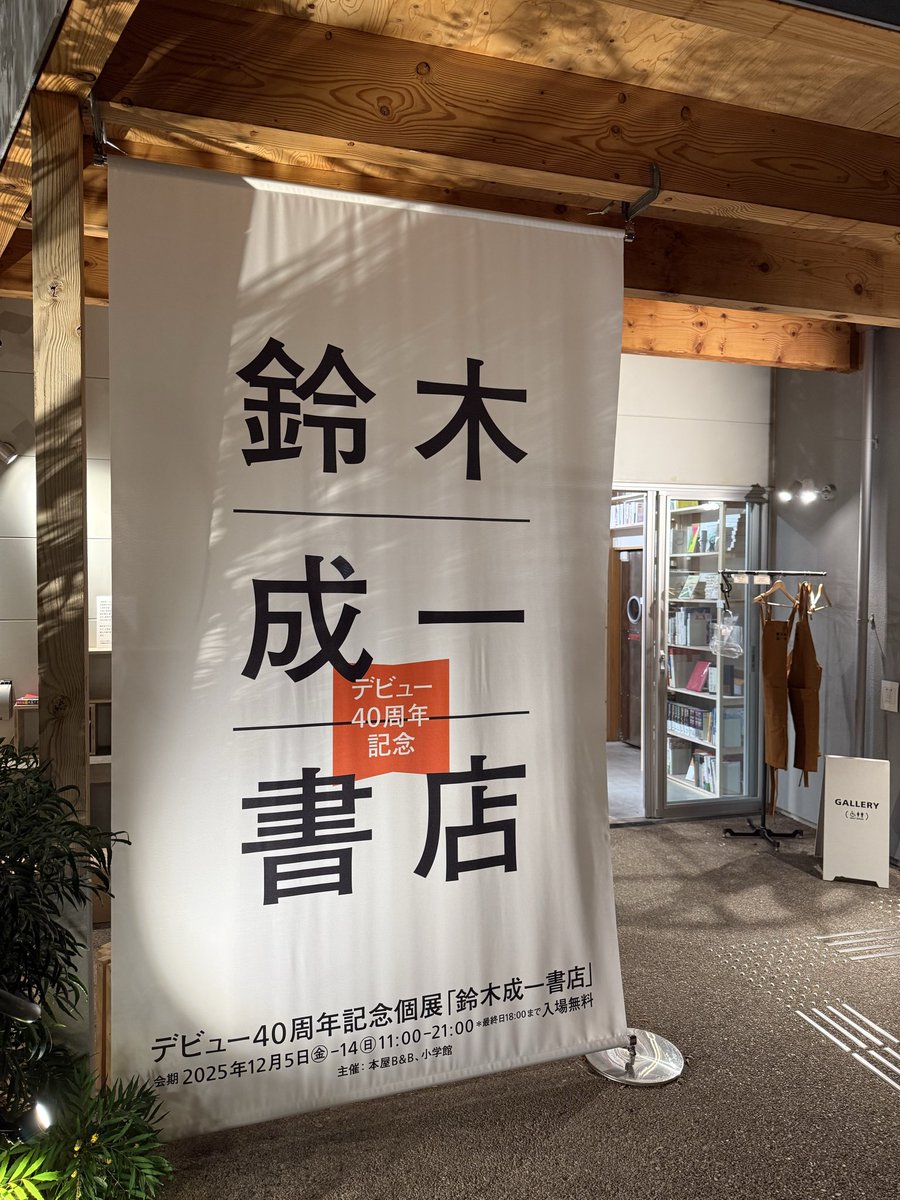 鈴木
成一
書店
デビュー
40周年
記念
デビュー40周年記念個展「鈴木成一書店」
会期 2025年12月5日㊎-14㊐11:00-21:00*最終日18:00まで 入場無料
主催:本屋B&B、小学館
GALLERY